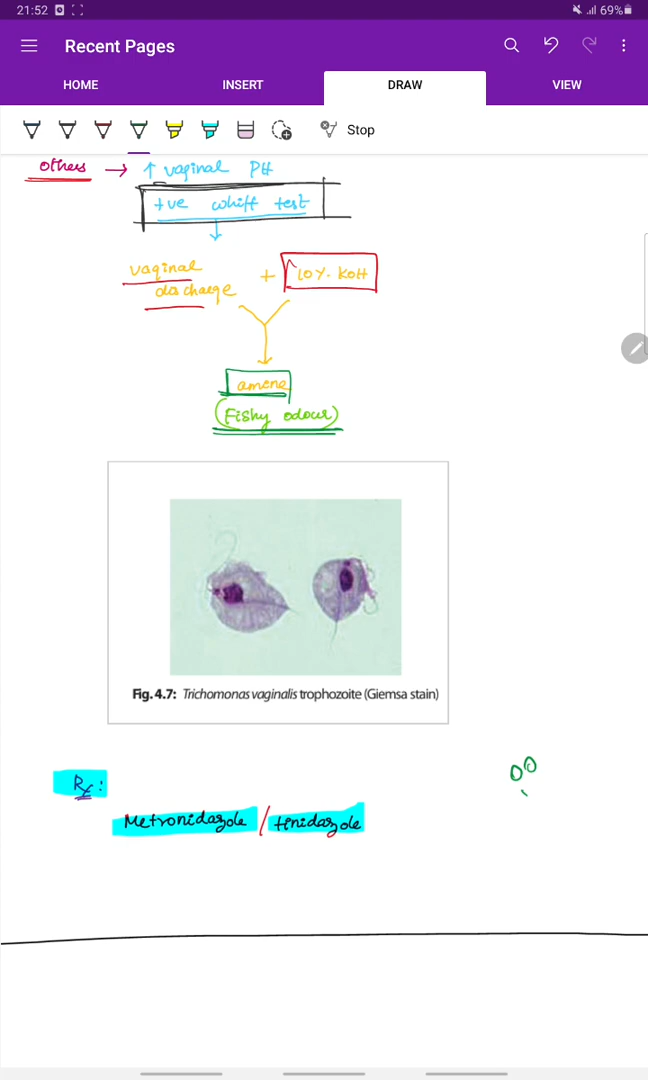 21:52 69%
Recent Pages
HOME INSERT DRAW VIEW
Stop
others → ↑ vaginal PH
+ve whiff test
vaginal + 10%. KOH
discharge
amene
(Fishy odour)
Fig. 4.7: Trichomonas vaginalis trophozoite (Giemsa stain)
Rx:
Metronidazole / tinidazole